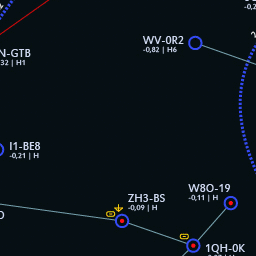 WV-0R2
-0,82 | H6
N-GTB
32 | H1
I1-BE8
-0,21 | H
ZH3-BS
-0,09 | H
W8O-19
-0,11 | H
1QH-0K